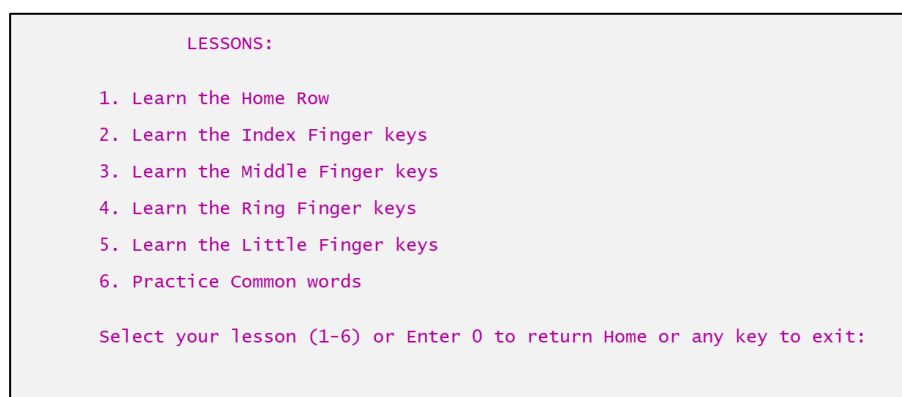 LESSONS:
1. Learn the Home Row
2. Learn the Index Finger keys
3. Learn the Middle Finger keys
4. Learn the Ring Finger keys
5. Learn the Little Finger keys
6. Practice Common words
Select your lesson (1-6) or Enter 0 to return Home or any key to exit: